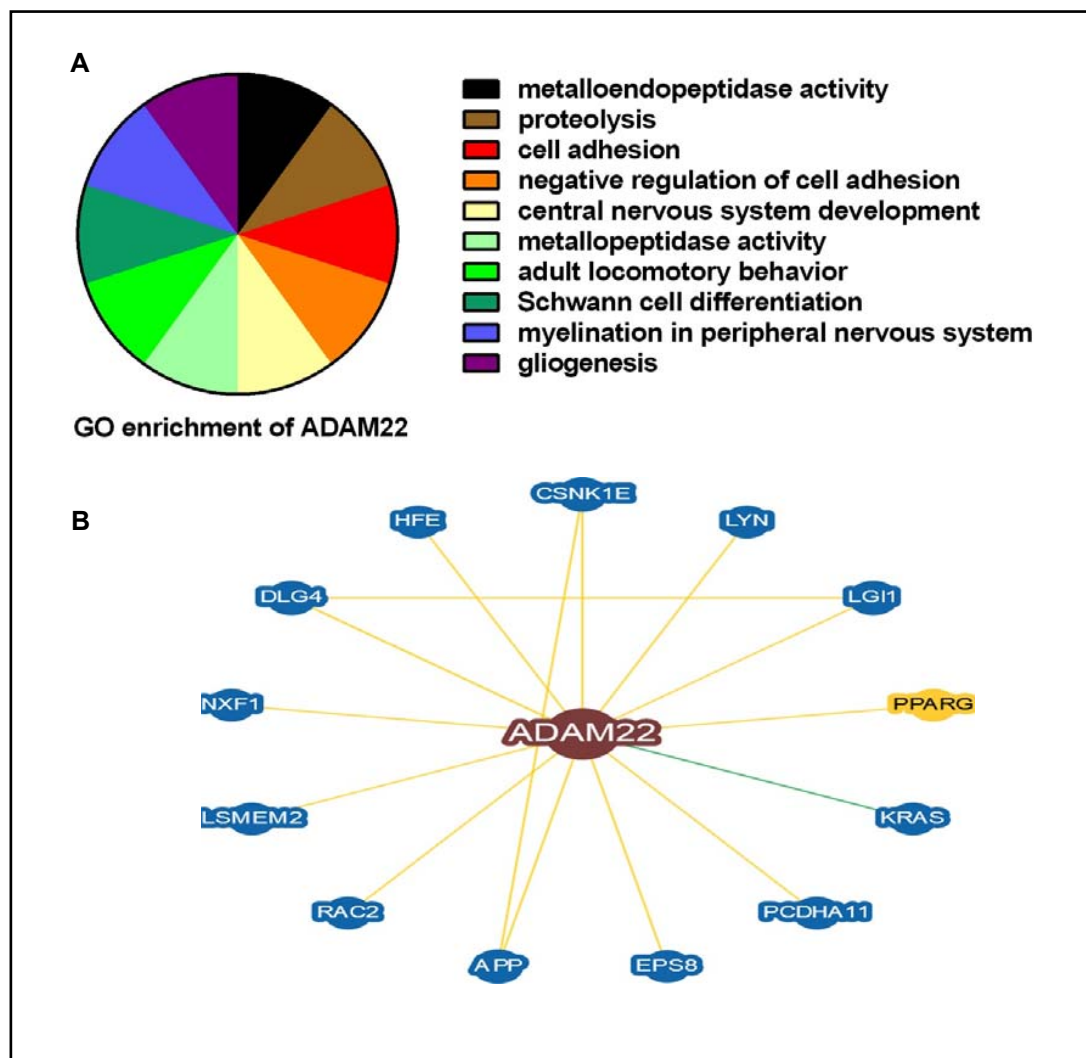 A
metalloendopeptidase activity
proteolysis
cell adhesion
negative regulation of cell adhesion
central nervous system development
metallopeptidase activity
adult locomotory behavior
Schwann cell differentiation
myelination in peripheral nervous system
gliogenesis
GO enrichment of ADAM22
B
CSNK1E
HFE
LYN
DLG4
LGI1
NXF1
PPARG
ADAM22
LSMEM2
KRAS
RAC2
PCDHA11
APP
EPS8